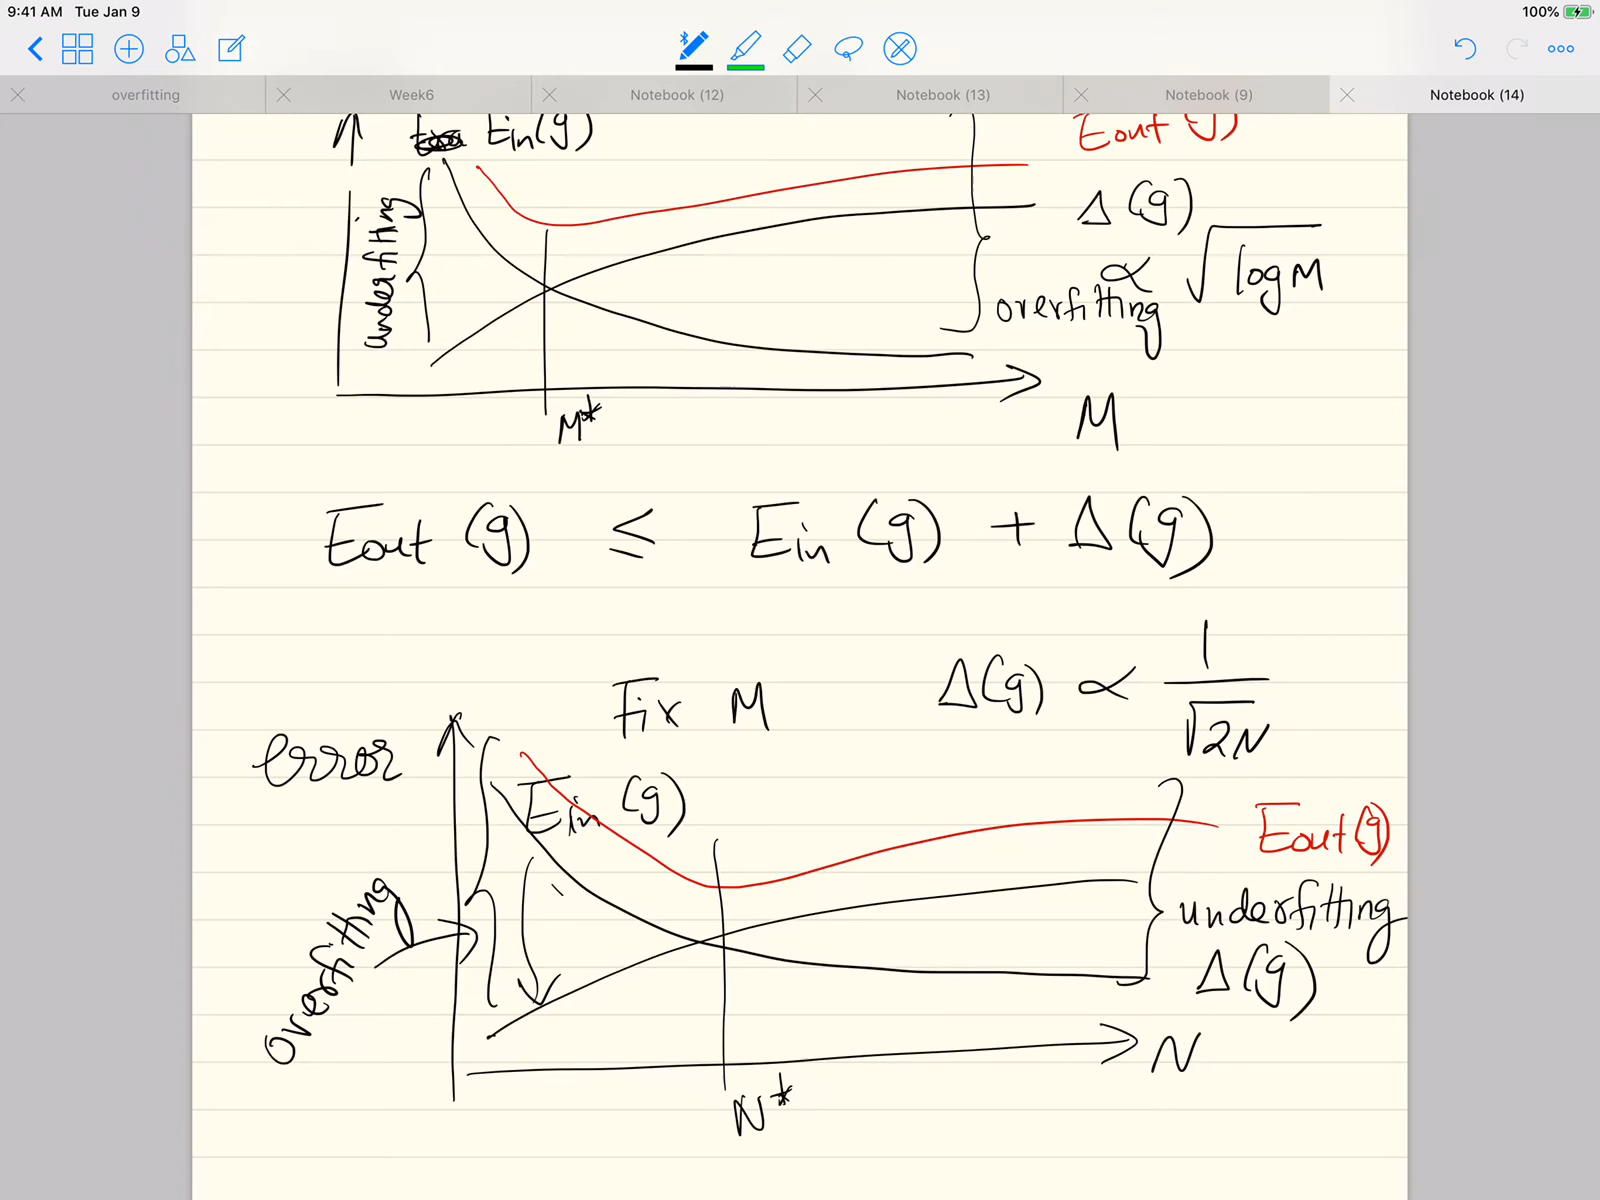 9:41 AM Tue Jan 9
100%
overfitting
Week6
Notebook (12)
Notebook (13)
Notebook (9)
Notebook (14)
Ein(g)
Eout(g)
underfitting
Δ(g)
∝ √log M
overfitting
M*
M
Eout (g) ≤ Ein (g) + Δ(g)
Fix M
Δ(g) ∝ 1/√2N
error
Ein (g)
Eout(g)
underfitting
overfitting
Δ(g)
N
N*